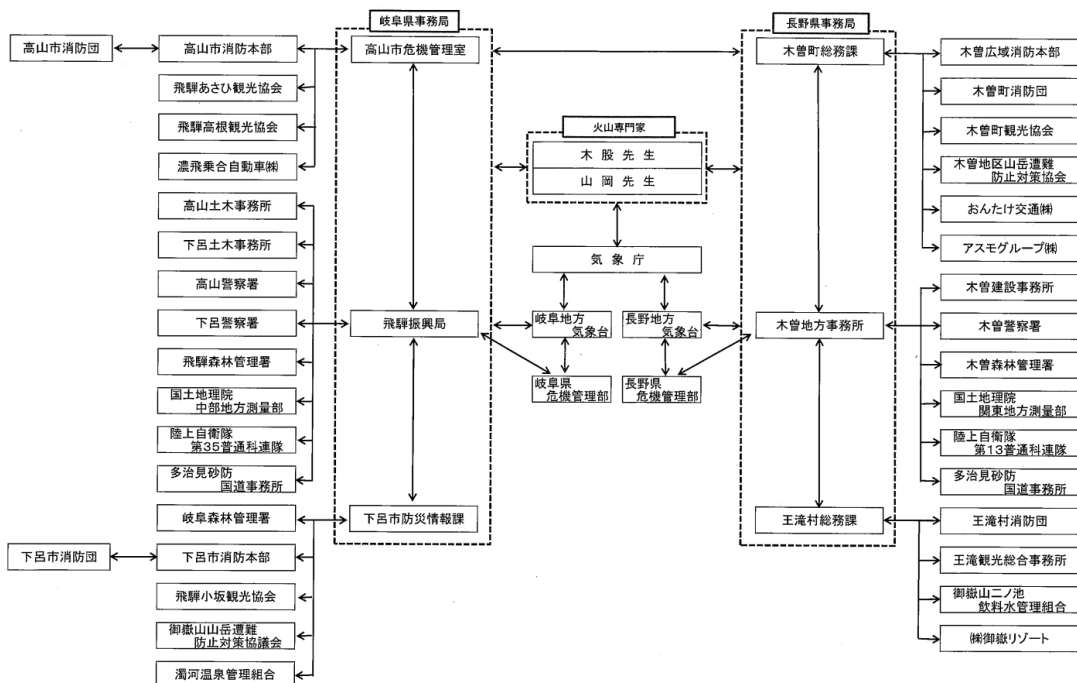 岐阜県事務局
長野県事務局
高山市消防団
高山市消防本部
高山市危機管理室
木曽町総務課
木曽広域消防本部
飛騨あさひ観光協会
木曽町消防団
飛騨高根観光協会
火山専門家
木曽町観光協会
濃飛乗合自動車㈱
木股先生
山岡先生
木曽地区山岳遭難
防止対策協会
高山土木事務所
おんたけ交通㈱
下呂土木事務所
気象庁
アスモグループ㈱
高山警察署
木曽建設事務所
下呂警察署
飛騨振興局
岐阜地方
気象台
長野地方
気象台
木曽地方事務所
木曽警察署
飛騨森林管理署
木曽森林管理署
岐阜県
危機管理部
長野県
危機管理部
国土地理院
中部地方測量部
国土地理院
関東地方測量部
陸上自衛隊
第35普通科連隊
陸上自衛隊
第13普通科連隊
多治見砂防
国道事務所
多治見砂防
国道事務所
岐阜森林管理署
下呂市防災情報課
王滝村総務課
王滝村消防団
下呂市消防団
下呂市消防本部
王滝観光総合事務所
飛騨小坂観光協会
御嶽山二ノ池
飲料水管理組合
御嶽山山岳遭難
防止対策協議会
㈱御嶽リゾート
濁河温泉管理組合